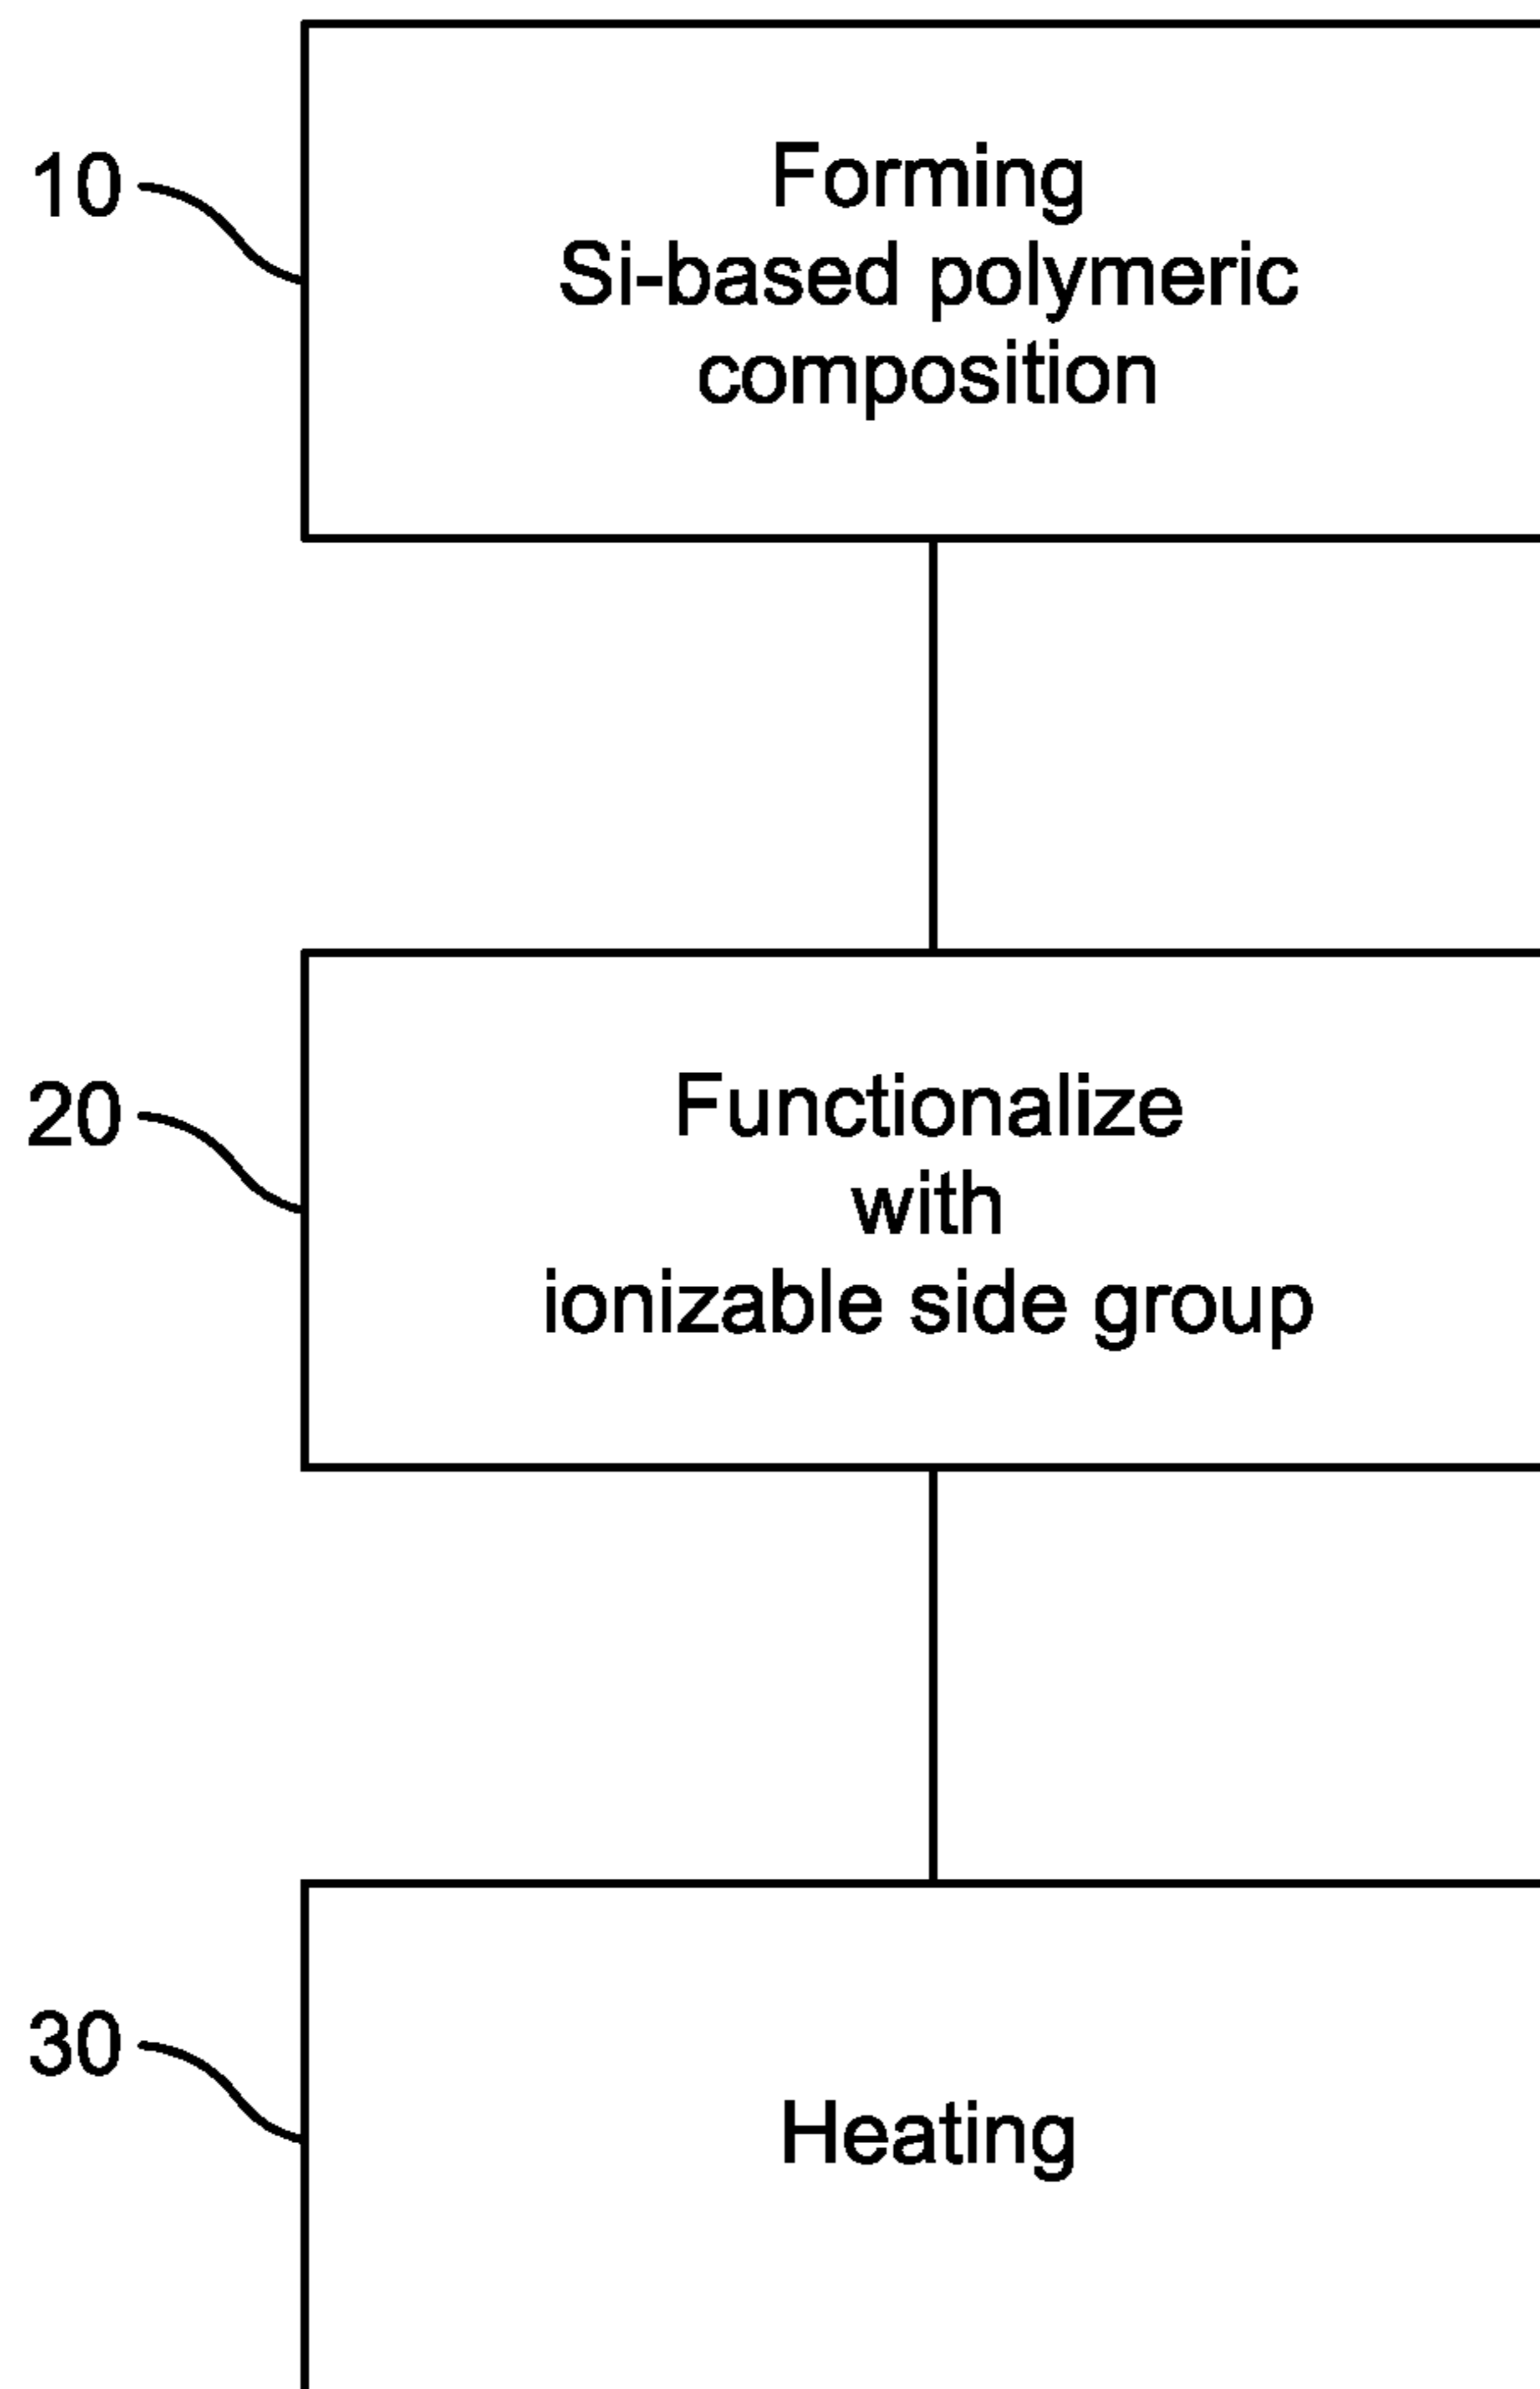 10
Forming
Si-based polymeric
composition
20
Functionalize
with
ionizable side group
30
Heating